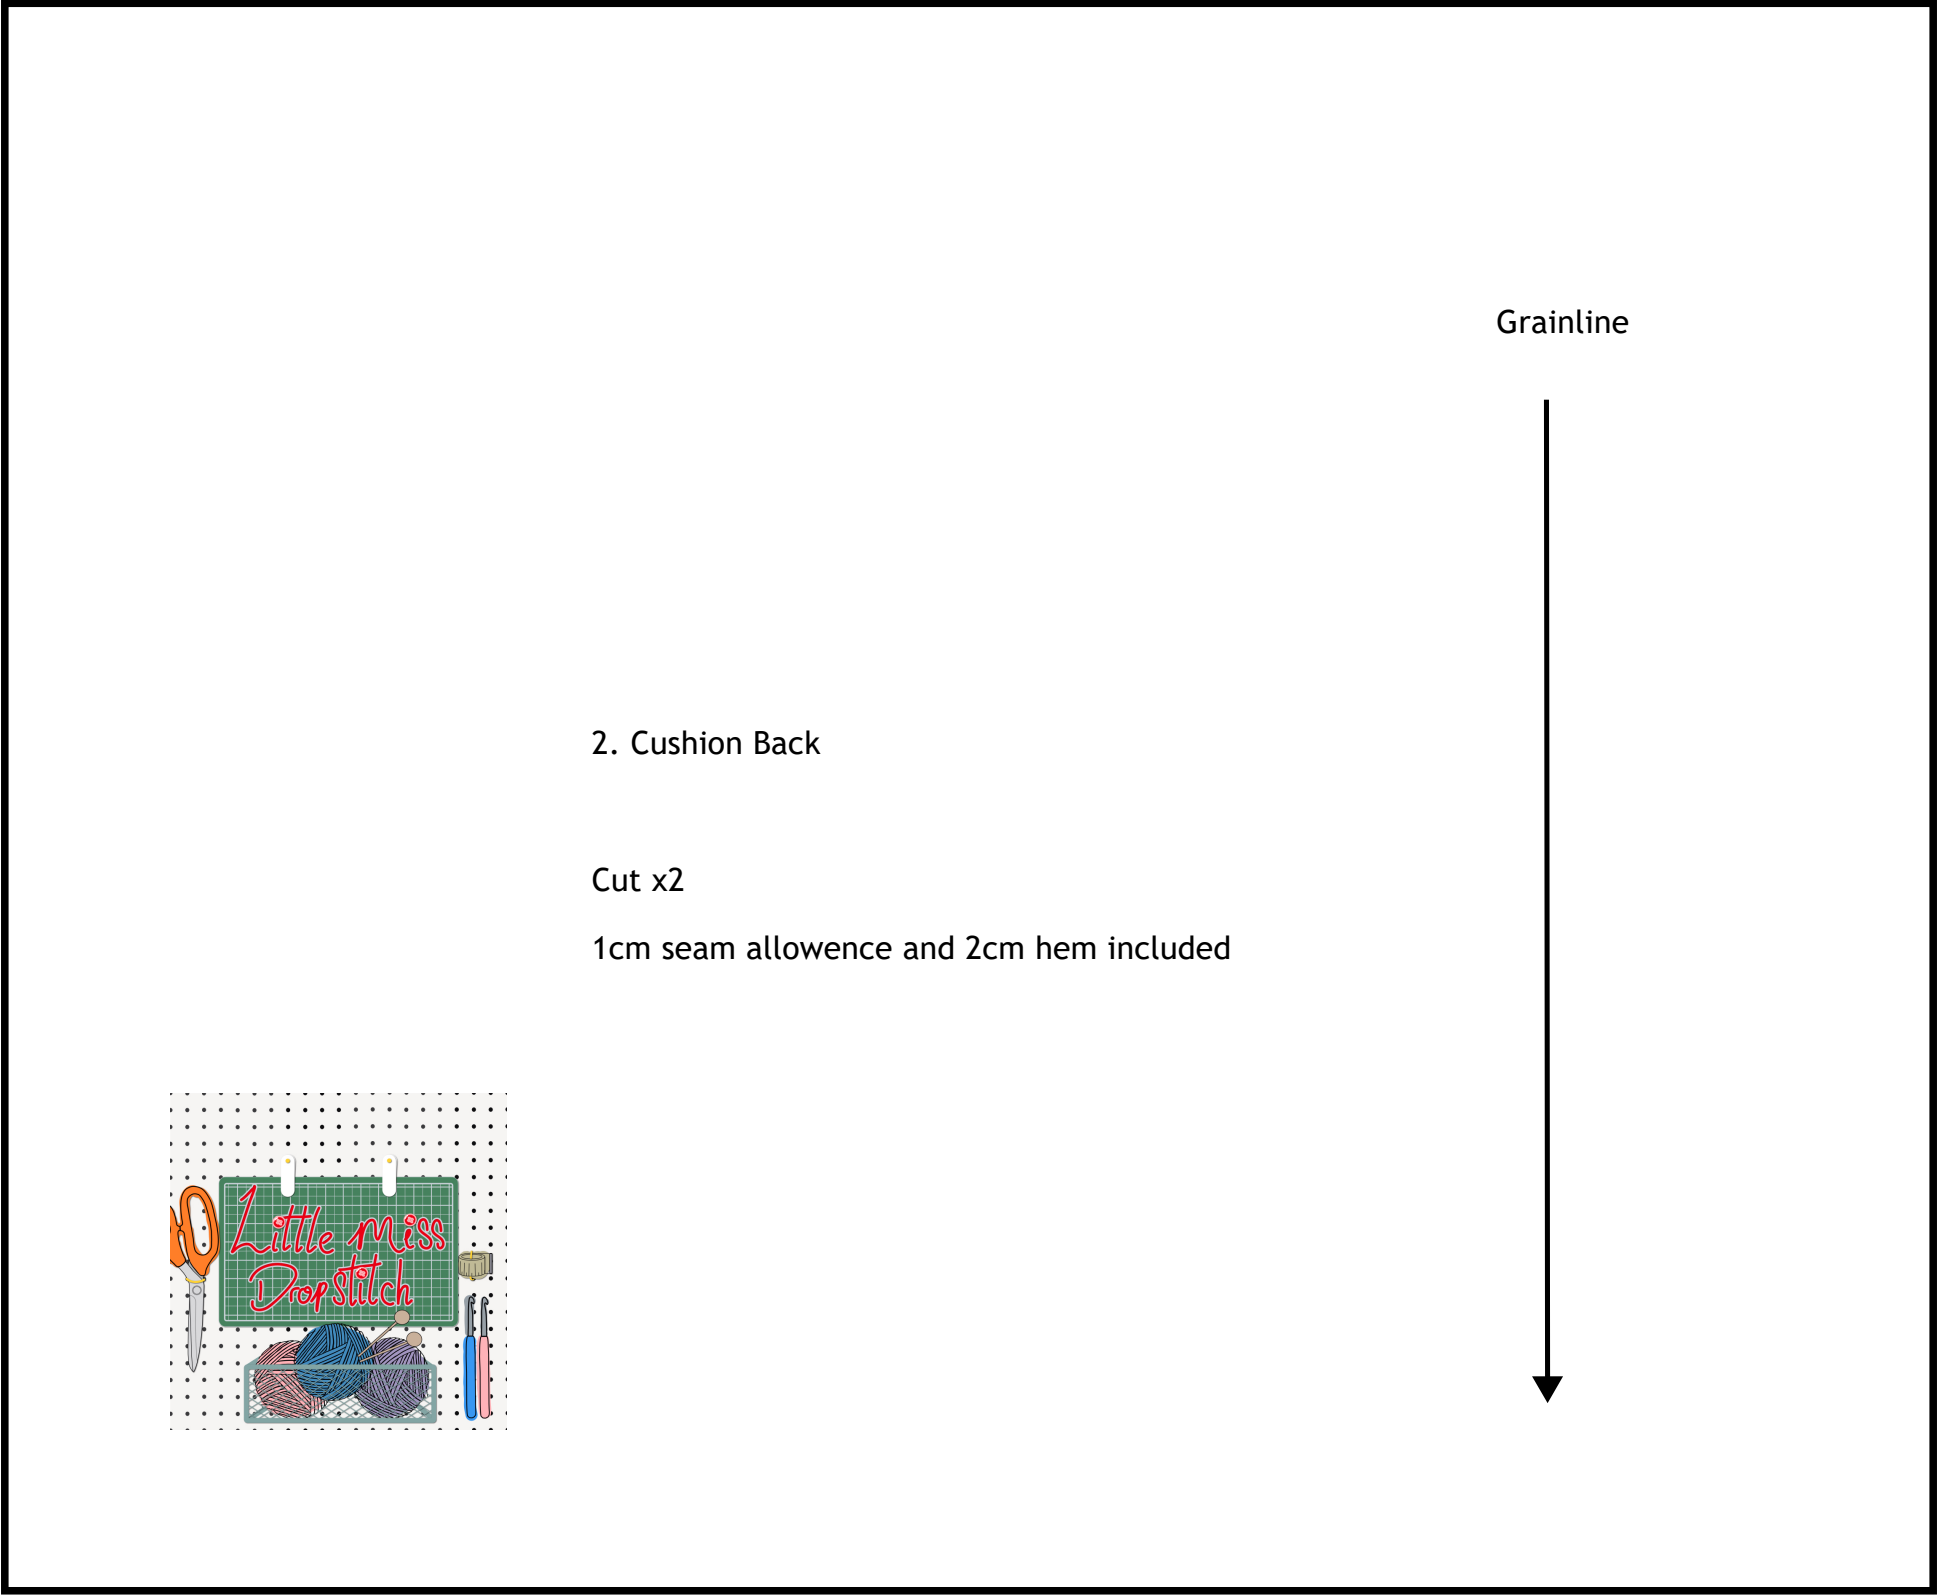 Grainline
2. Cushion Back
Cut x2
1cm seam allowence and 2cm hem included
Little Miss
Dropstitch